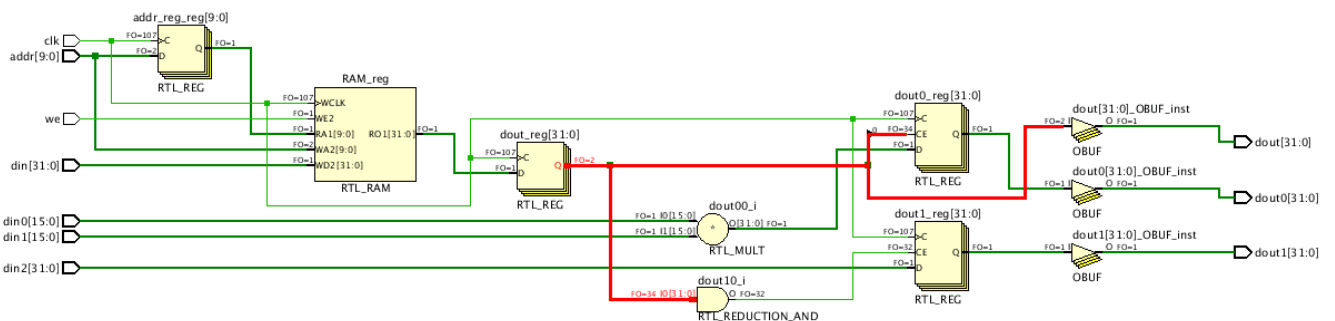 addr_reg_reg[9:0]
clk
FO=107
C
addr[9:0]
FO=2
D
Q
FO=1
RTL_REG
RAM_reg
FO=107
WCLK
we
FO=1
WE2
FO=1
RA1[9:0]
RO1[31:0]
FO=1
FO=2
WA2[9:0]
din[31:0]
FO=1
WD2[31:0]
RTL_RAM
dout_reg[31:0]
FO=107
C
FO=1
D
Q
FO=2
RTL_REG
dout0_reg[31:0]
FO=107
C
0
FO=34
CE
Q
FO=1
FO=1
D
RTL_REG
dout[31:0]_OBUF_inst
FO=2
I
O
FO=1
OBUF
dout[31:0]
dout0[31:0]_OBUF_inst
FO=1
I
O
FO=1
OBUF
dout0[31:0]
din0[15:0]
din1[15:0]
dout00_i
FO=1
I0[15:0]
FO=1
I1[15:0]
*
O[31:0]
FO=1
RTL_MULT
dout1_reg[31:0]
FO=107
C
FO=32
CE
Q
FO=1
FO=1
D
RTL_REG
dout1[31:0]_OBUF_inst
FO=1
I
O
FO=1
OBUF
dout1[31:0]
din2[31:0]
dout10_i
FO=34
I0[31:0]
O
FO=32
RTL_REDUCTION_AND